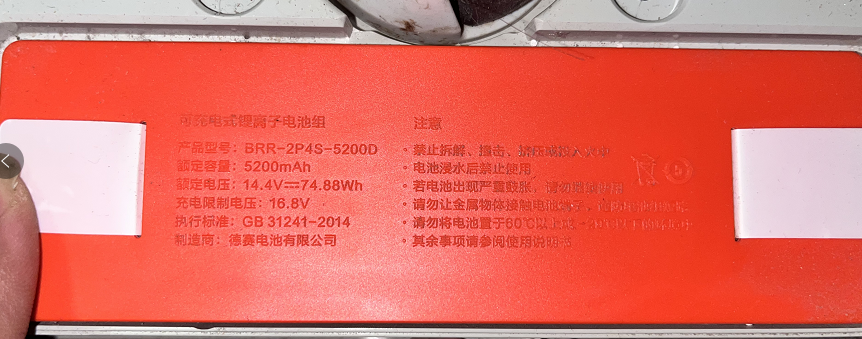 可充电式锂离子电池组
产品型号：BRR-2P4S-5200D
额定容量：5200mAh
额定电压：14.4V⎓74.88Wh
充电限制电压：16.8V
执行标准：GB 31241-2014
制造商：德赛电池有限公司
注意
• 禁止拆解、撞击、挤压或投入火中
• 电池浸水后禁止使用
• 若电池出现严重鼓胀，请勿继续使用
• 请勿让金属物体接触电池
• 请勿将电池置于60℃以上或
• 其余事项请参阅使用说明书